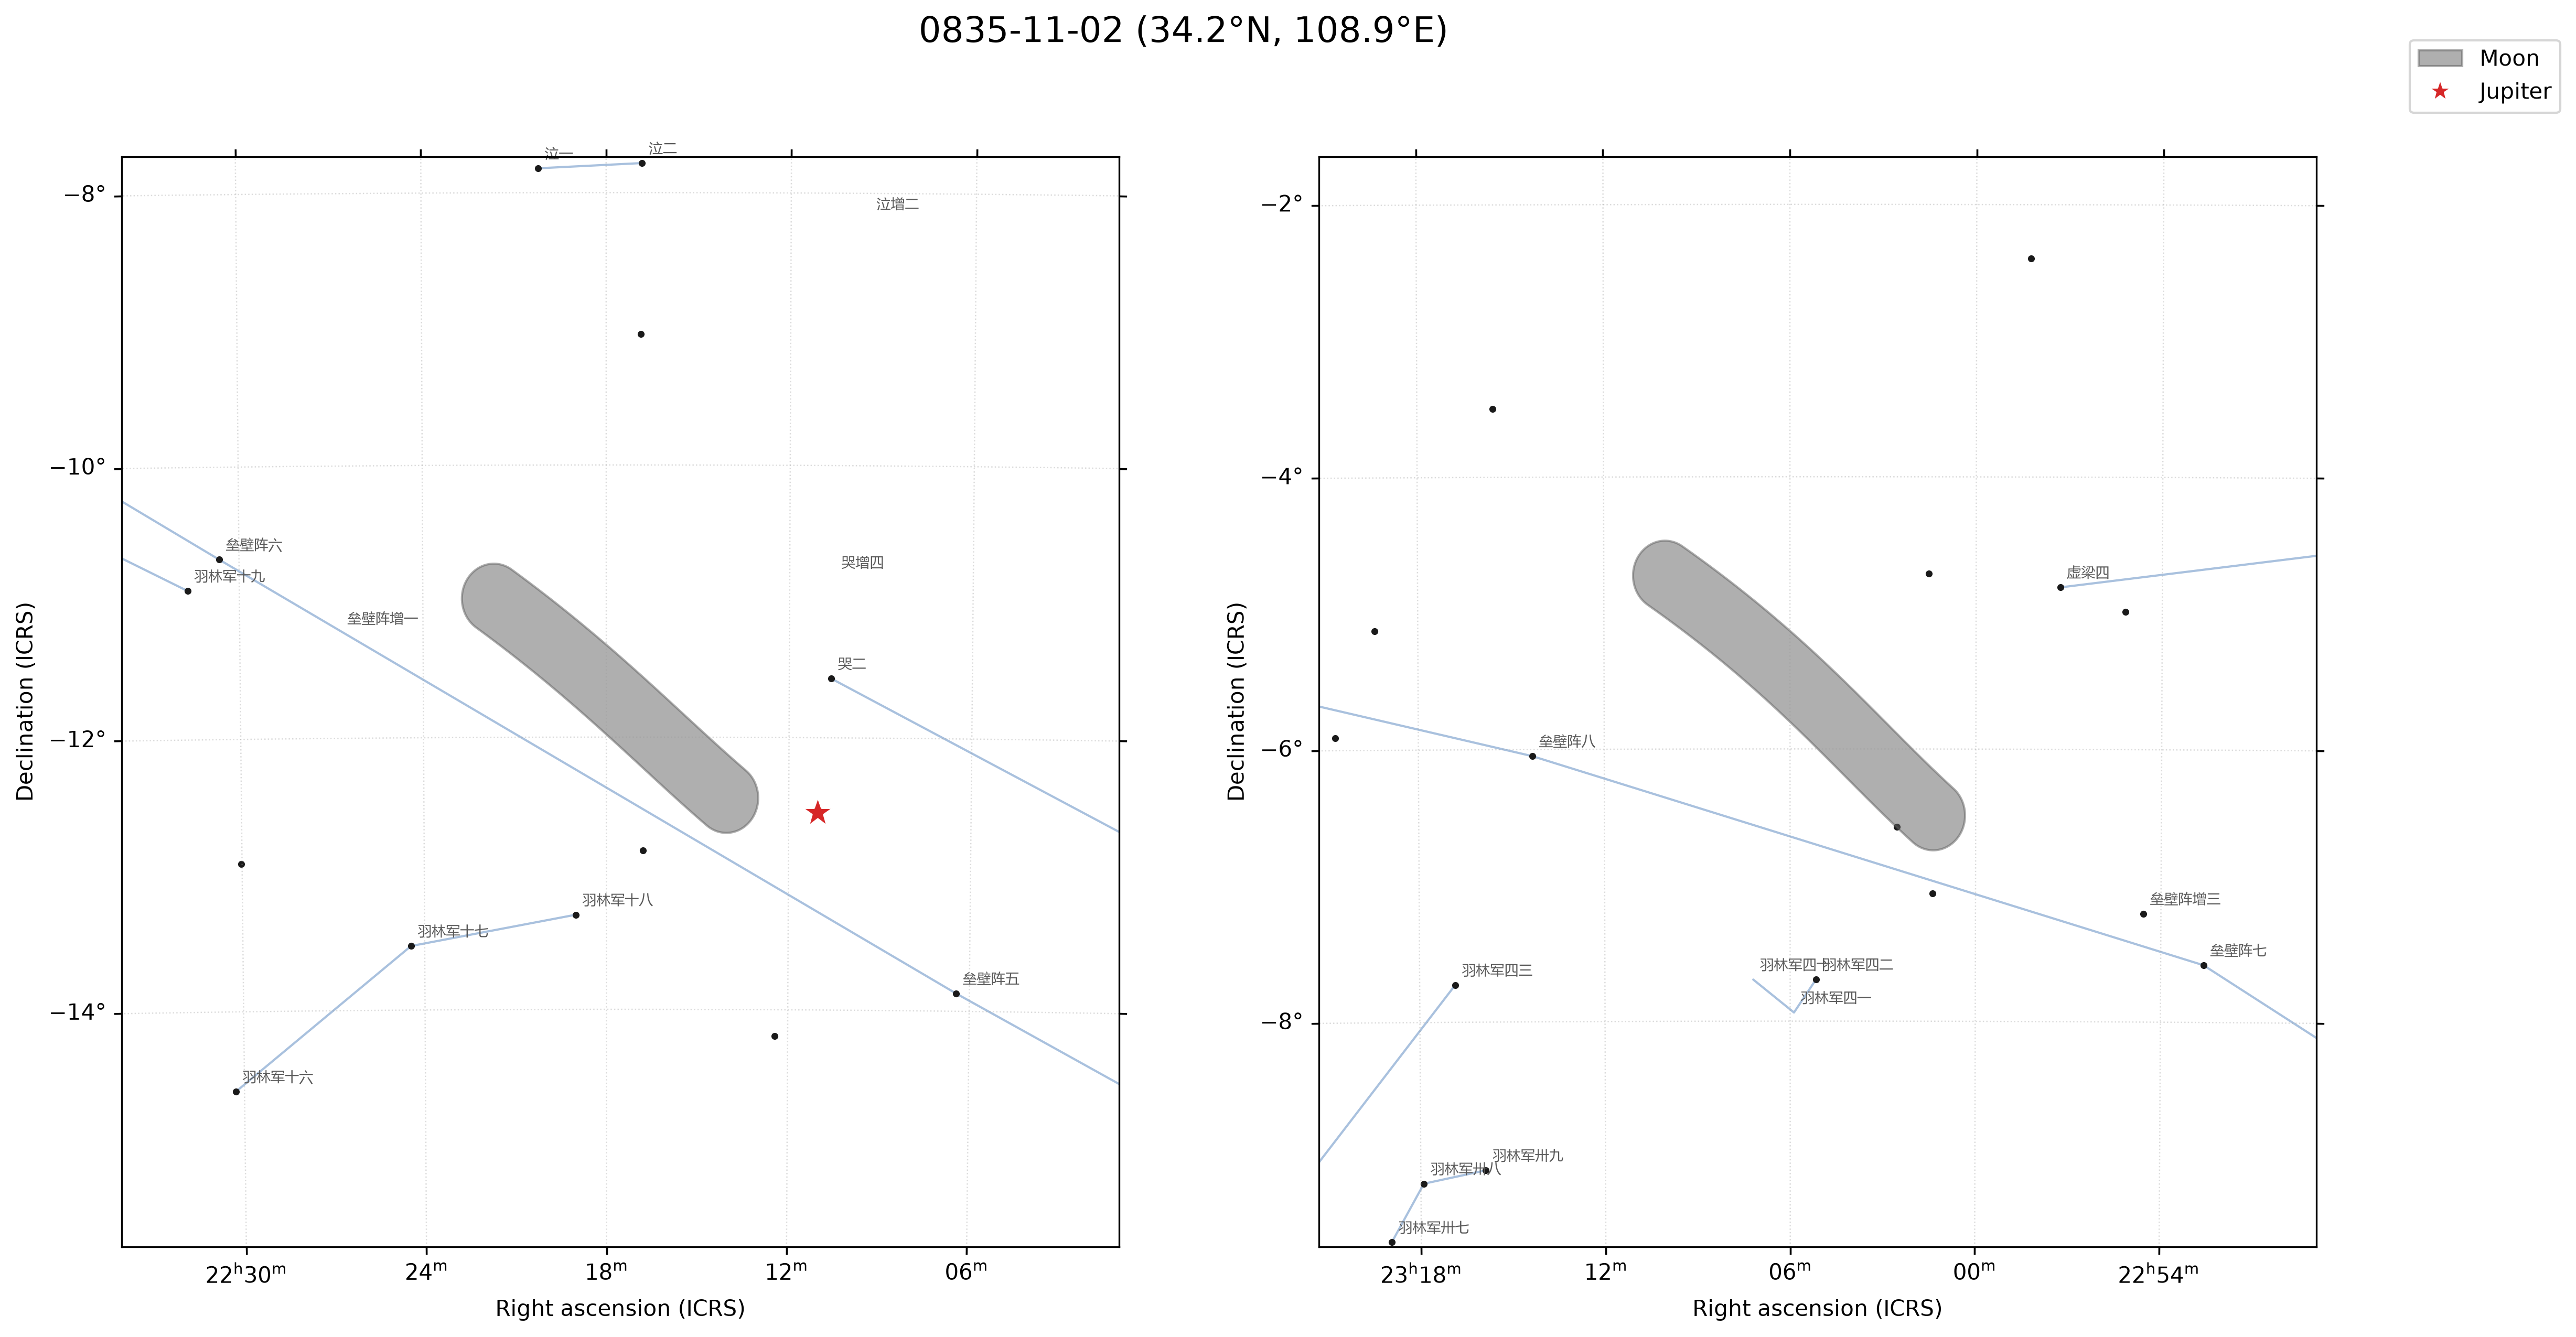 0835-11-02 (34.2°N, 108.9°E)
Moon
Jupiter
泣一
泣二
泣增二
−8°
−10°
−12°
−14°
垒壁阵六
羽林军十九
垒壁阵增一
哭增四
哭二
羽林军十八
羽林军十七
垒壁阵五
羽林军十六
22ʰ30ᵐ
24ᵐ
18ᵐ
12ᵐ
06ᵐ
Right ascension (ICRS)
Declination (ICRS)
−2°
−4°
−6°
−8°
虚梁四
垒壁阵八
垒壁阵增三
垒壁阵七
羽林军四三
羽林军四十
羽林军四二
羽林军四一
羽林军卅九
羽林军卅八
羽林军卅七
23ʰ18ᵐ
12ᵐ
06ᵐ
00ᵐ
22ʰ54ᵐ
Right ascension (ICRS)
Declination (ICRS)